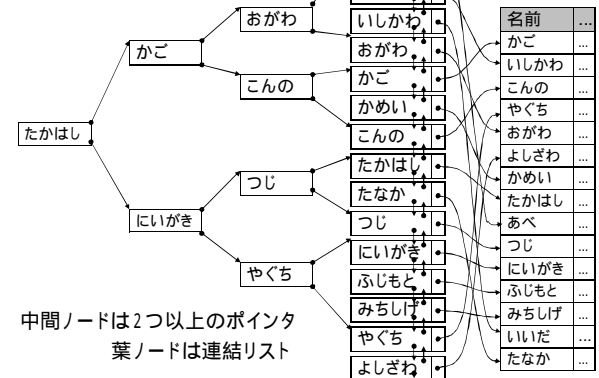 たかはし
かご
にいがき
おがわ
こんの
つじ
やぐち
いしかわ
おがわ
かご
かめい
こんの
たかはし
たなか
つじ
にいがき
ふじもと
みちしげ
やぐち
よしざわ
名前 ...
かご ...
いしかわ ...
こんの ...
やぐち ...
おがわ ...
よしざわ ...
かめい ...
たかはし ...
あべ ...
つじ ...
にいがき ...
ふじもと ...
みちしげ ...
いいだ ...
たなか ...
中間ノードは2つ以上のポインタ
葉ノードは連結リスト